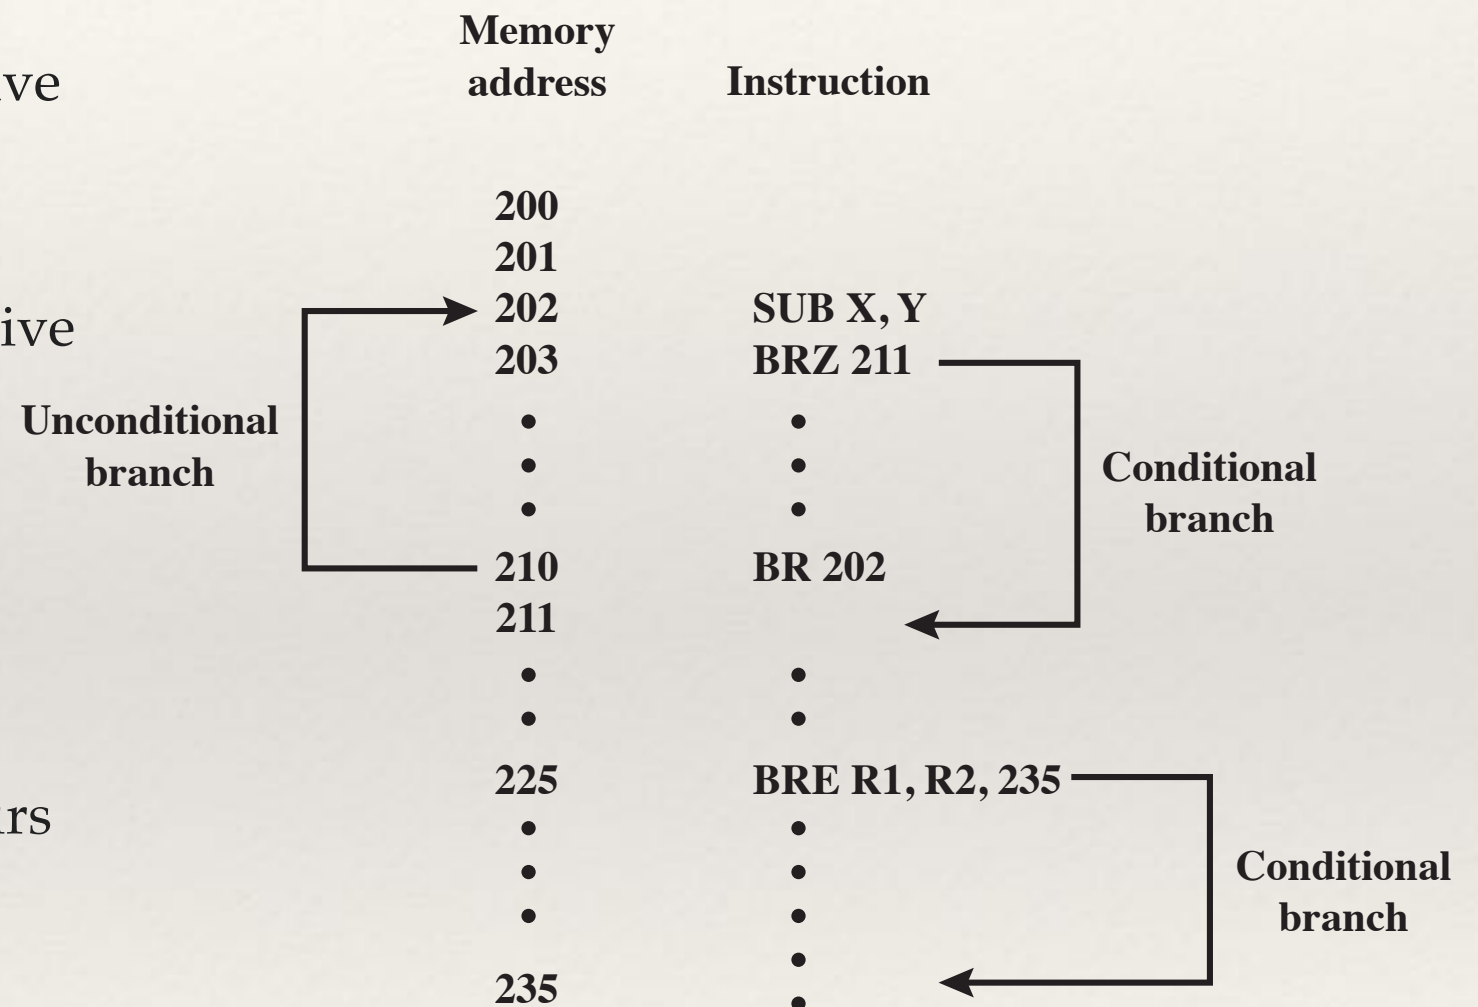 Memory
address Instruction
200
201
202 SUB X, Y
203 BRZ 211
Unconditional
branch
Conditional
branch
210 BR 202
211
225 BRE R1, R2, 235
Conditional
branch
235